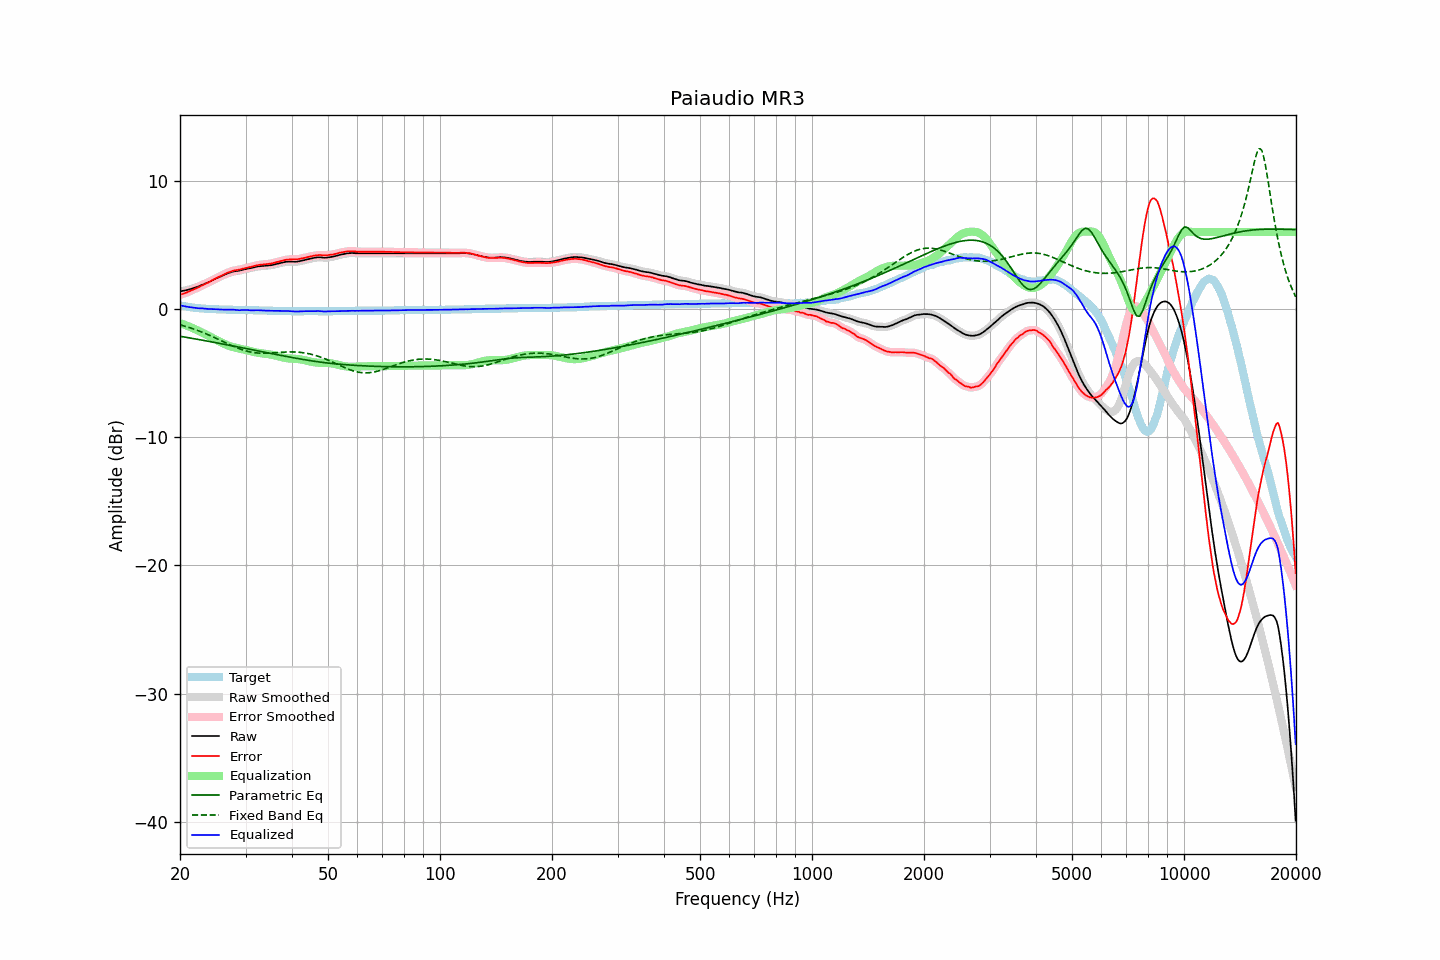 Paiaudio MR3
Amplitude (dBr)
10
0
−10
−20
−30
−40
Target
Raw Smoothed
Error Smoothed
Raw
Error
Equalization
Parametric Eq
Fixed Band Eq
Equalized
20 50 100 200 500 1000 2000 5000 10000 20000
Frequency (Hz)